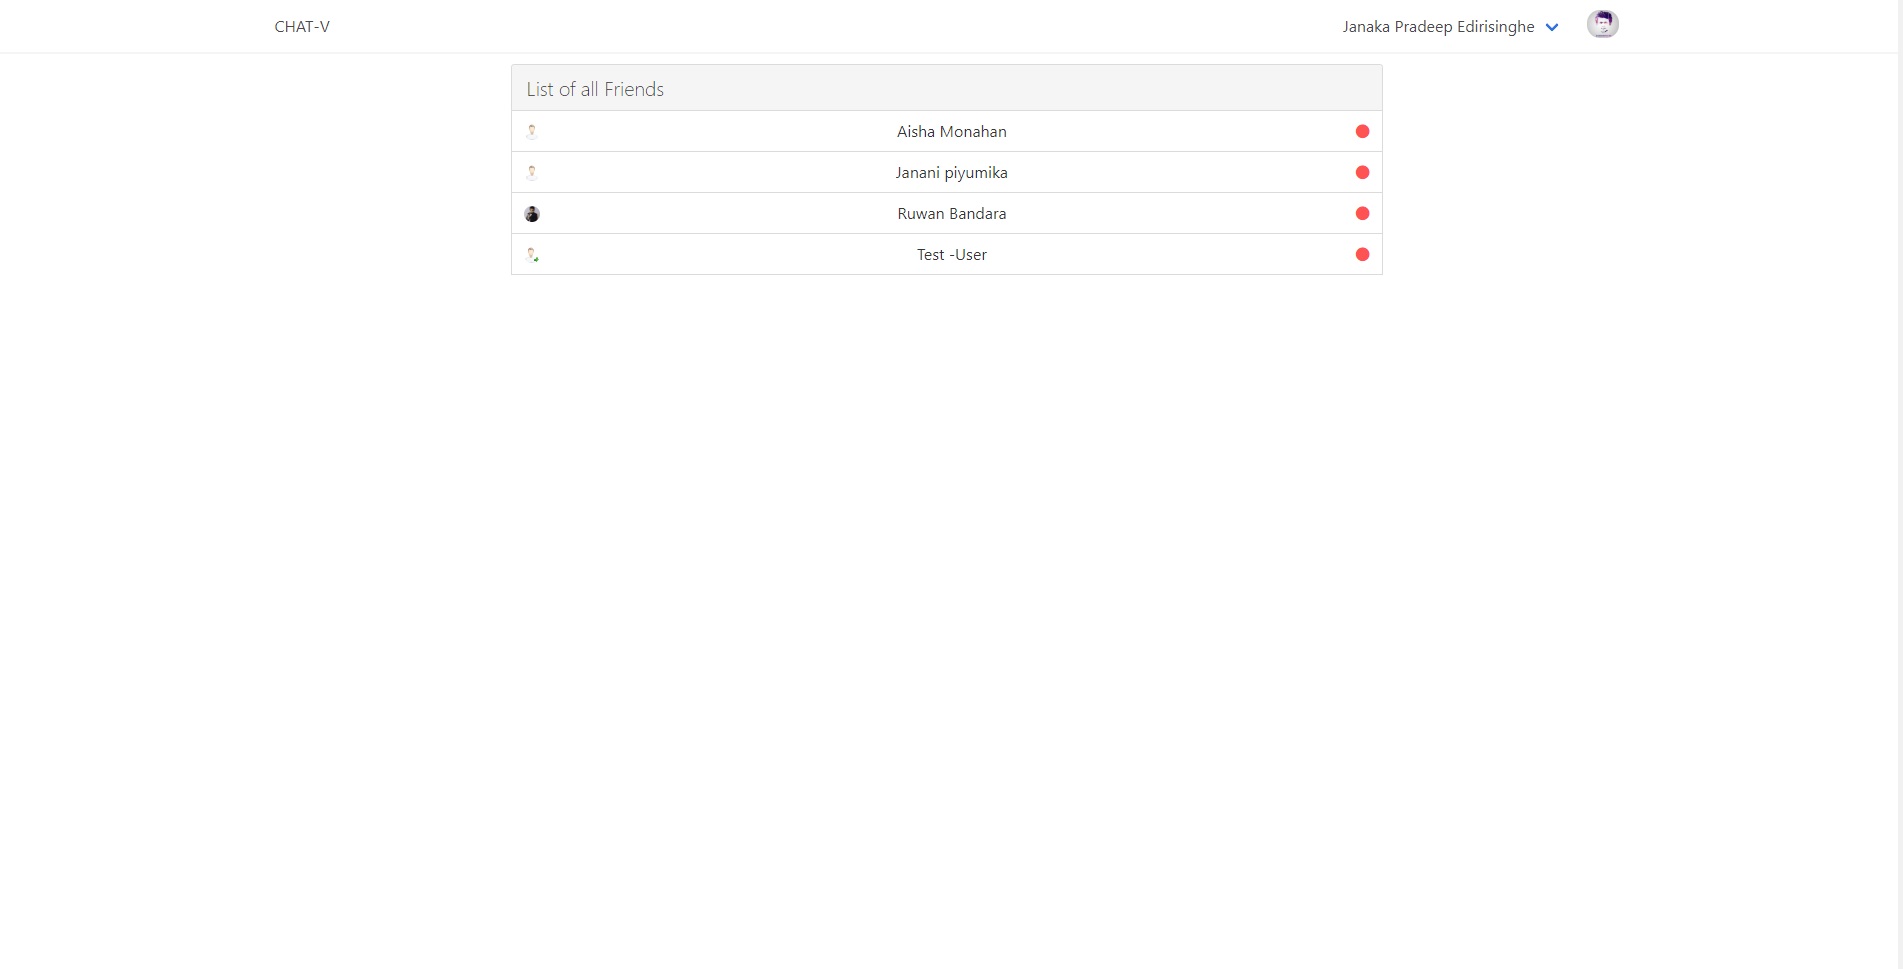 CHAT-V
Janaka Pradeep Edirisinghe
List of all Friends
Aisha Monahan
Janani piyumika
Ruwan Bandara
Test -User